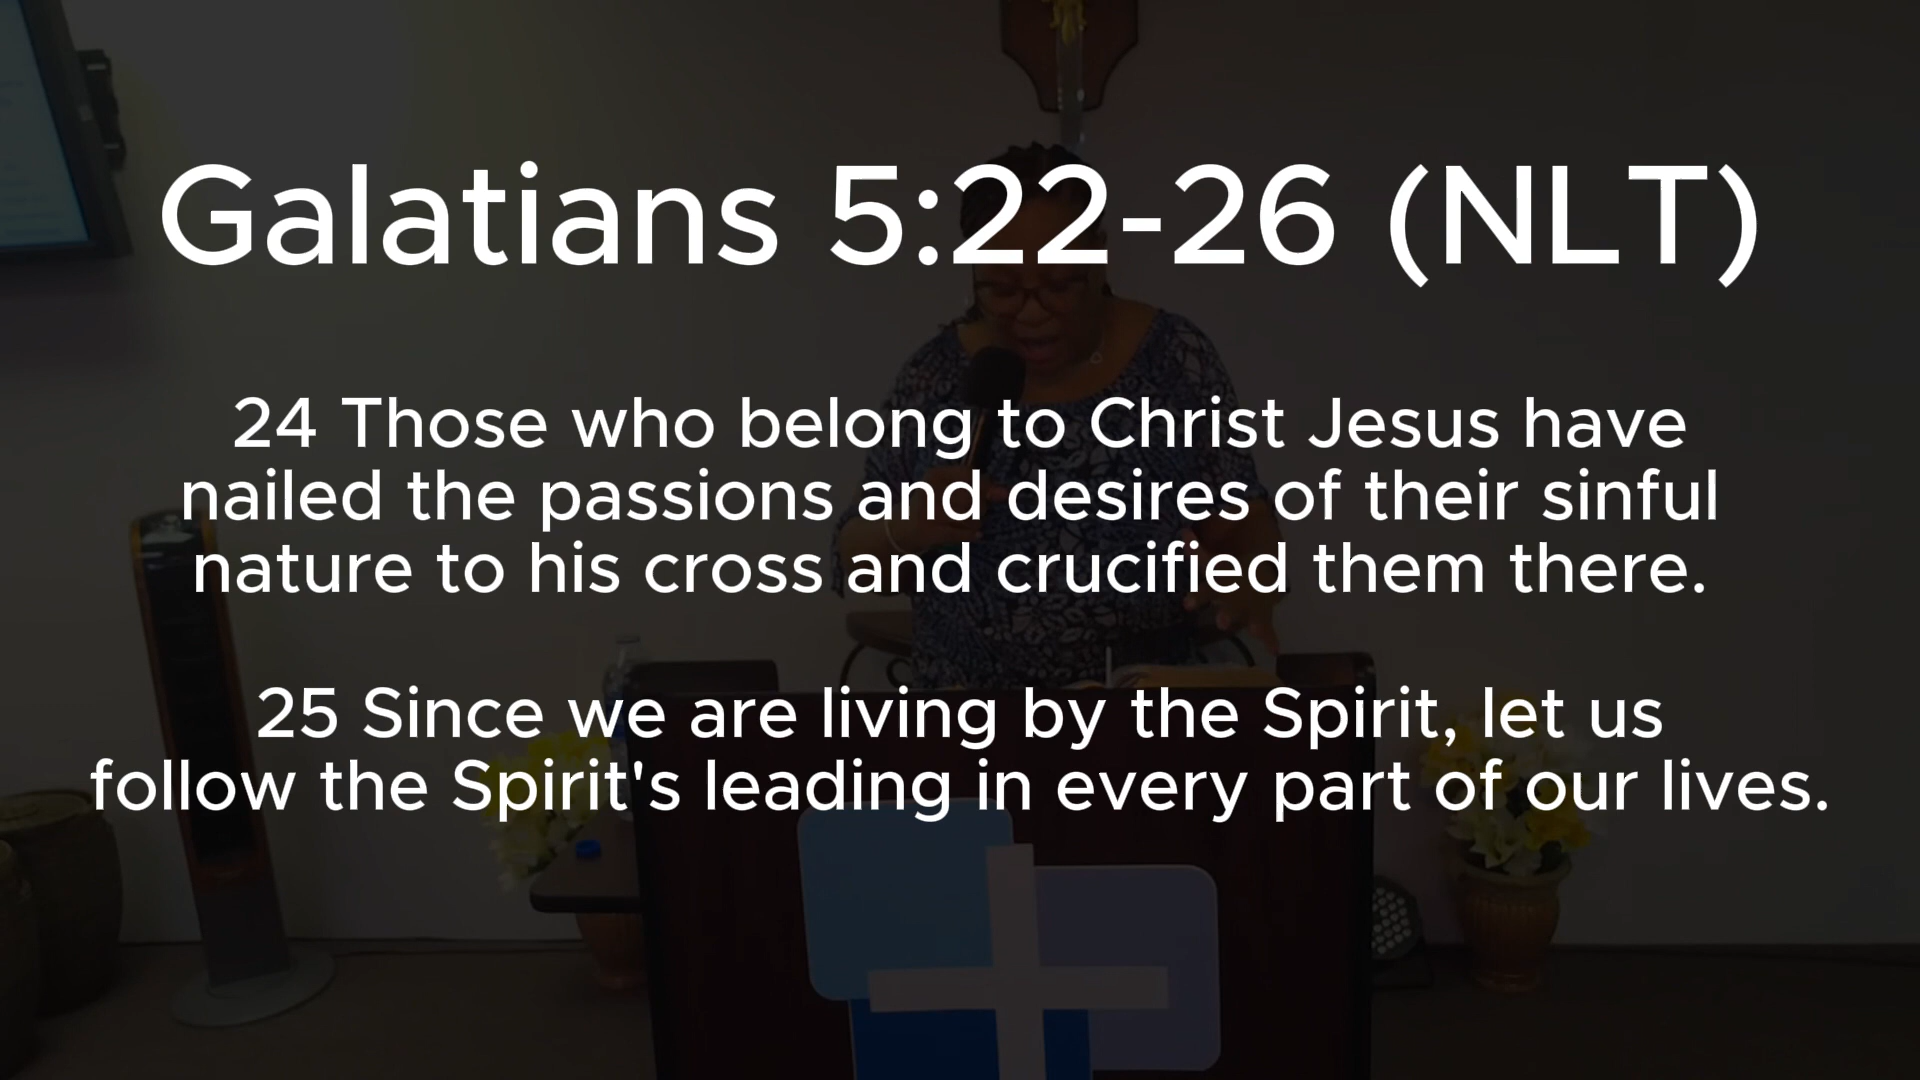 Galatians 5:22-26 (NLT)
24 Those who belong to Christ Jesus have
nailed the passions and desires of their sinful
nature to his cross and crucified them there.
25 Since we are living by the Spirit, let us
follow the Spirit's leading in every part of our lives.